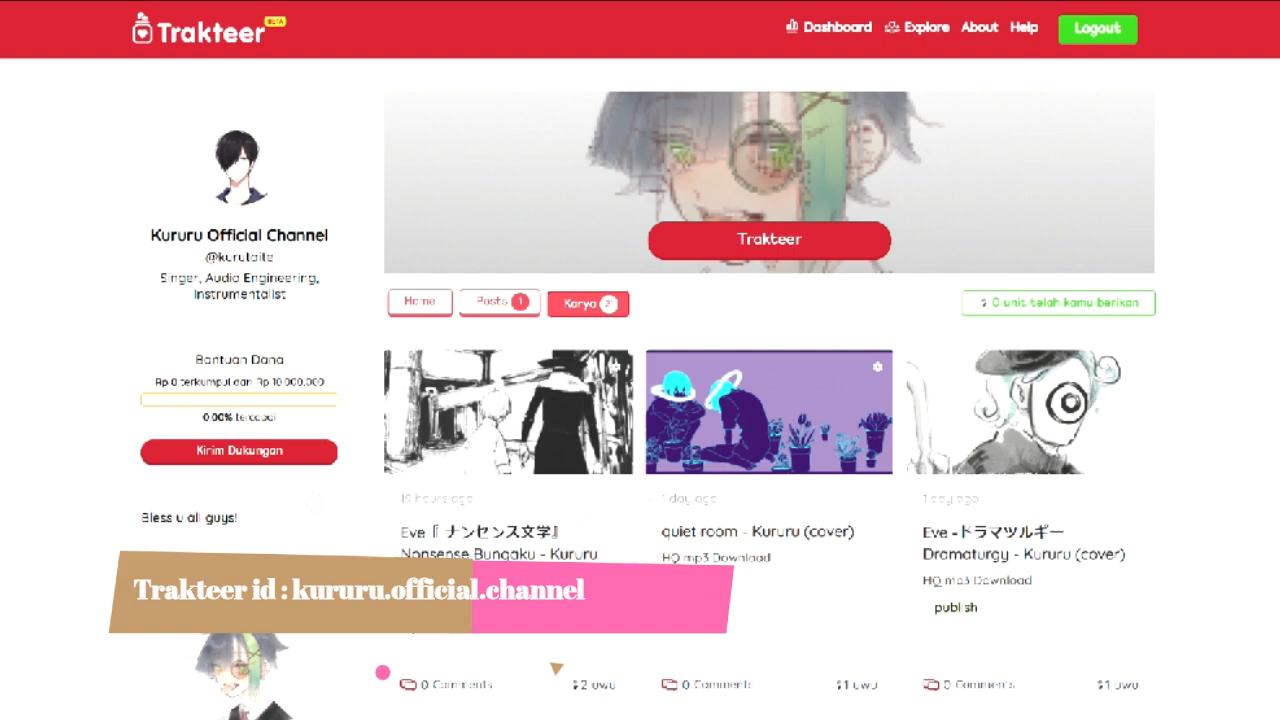 Trakteer BETA
Dashboard Explore About Help Logout
Kururu Official Channel
@kurutaite
Singer, Audio Engineering,
Instrumentalist
Trakteer
Home Posts 1 Karya
0 unit telah kamu berikan
Bantuan Dana
Rp 0 terkumpul dari Rp 10.000.000
0.00% tercapai
Kirim Dukungan
Bless u all guys!
19 hours ago
Eve『 ナンセンス文学』
Nonsense Bungaku - Kururu
1 day ago
quiet room - Kururu (cover)
HQ mp3 Download
1 day ago
Eve -ドラマツルギー
Dramaturgy - Kururu (cover)
HQ mp3 Download
publish
Trakteer id : kururu.official.channel
0 Comments 2 uwu
0 Comments 1 uwu
0 Comments 1 uwu